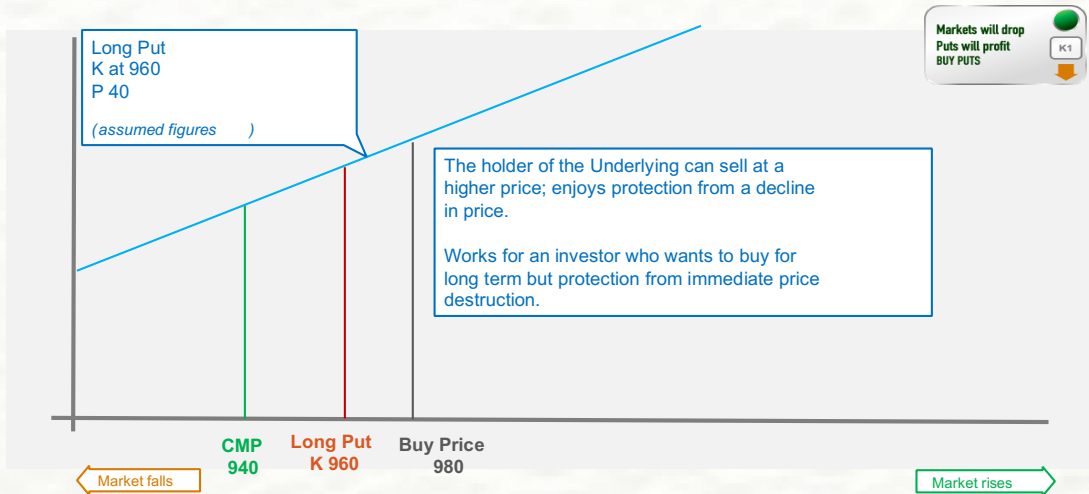 Markets will drop
Puts will profit
BUY PUTS
K1
Long Put
K at 960
P 40
(assumed figures )
The holder of the Underlying can sell at a
higher price; enjoys protection from a decline
in price.
Works for an investor who wants to buy for
long term but protection from immediate price
destruction.
CMP
940
Long Put
K 960
Buy Price
980
Market falls
Market rises